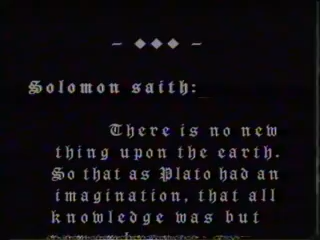 – ◆◆◆ –
Solomon saith:
There is no new
thing upon the earth.
So that as Plato had an
imagination, that all
knowledge was but